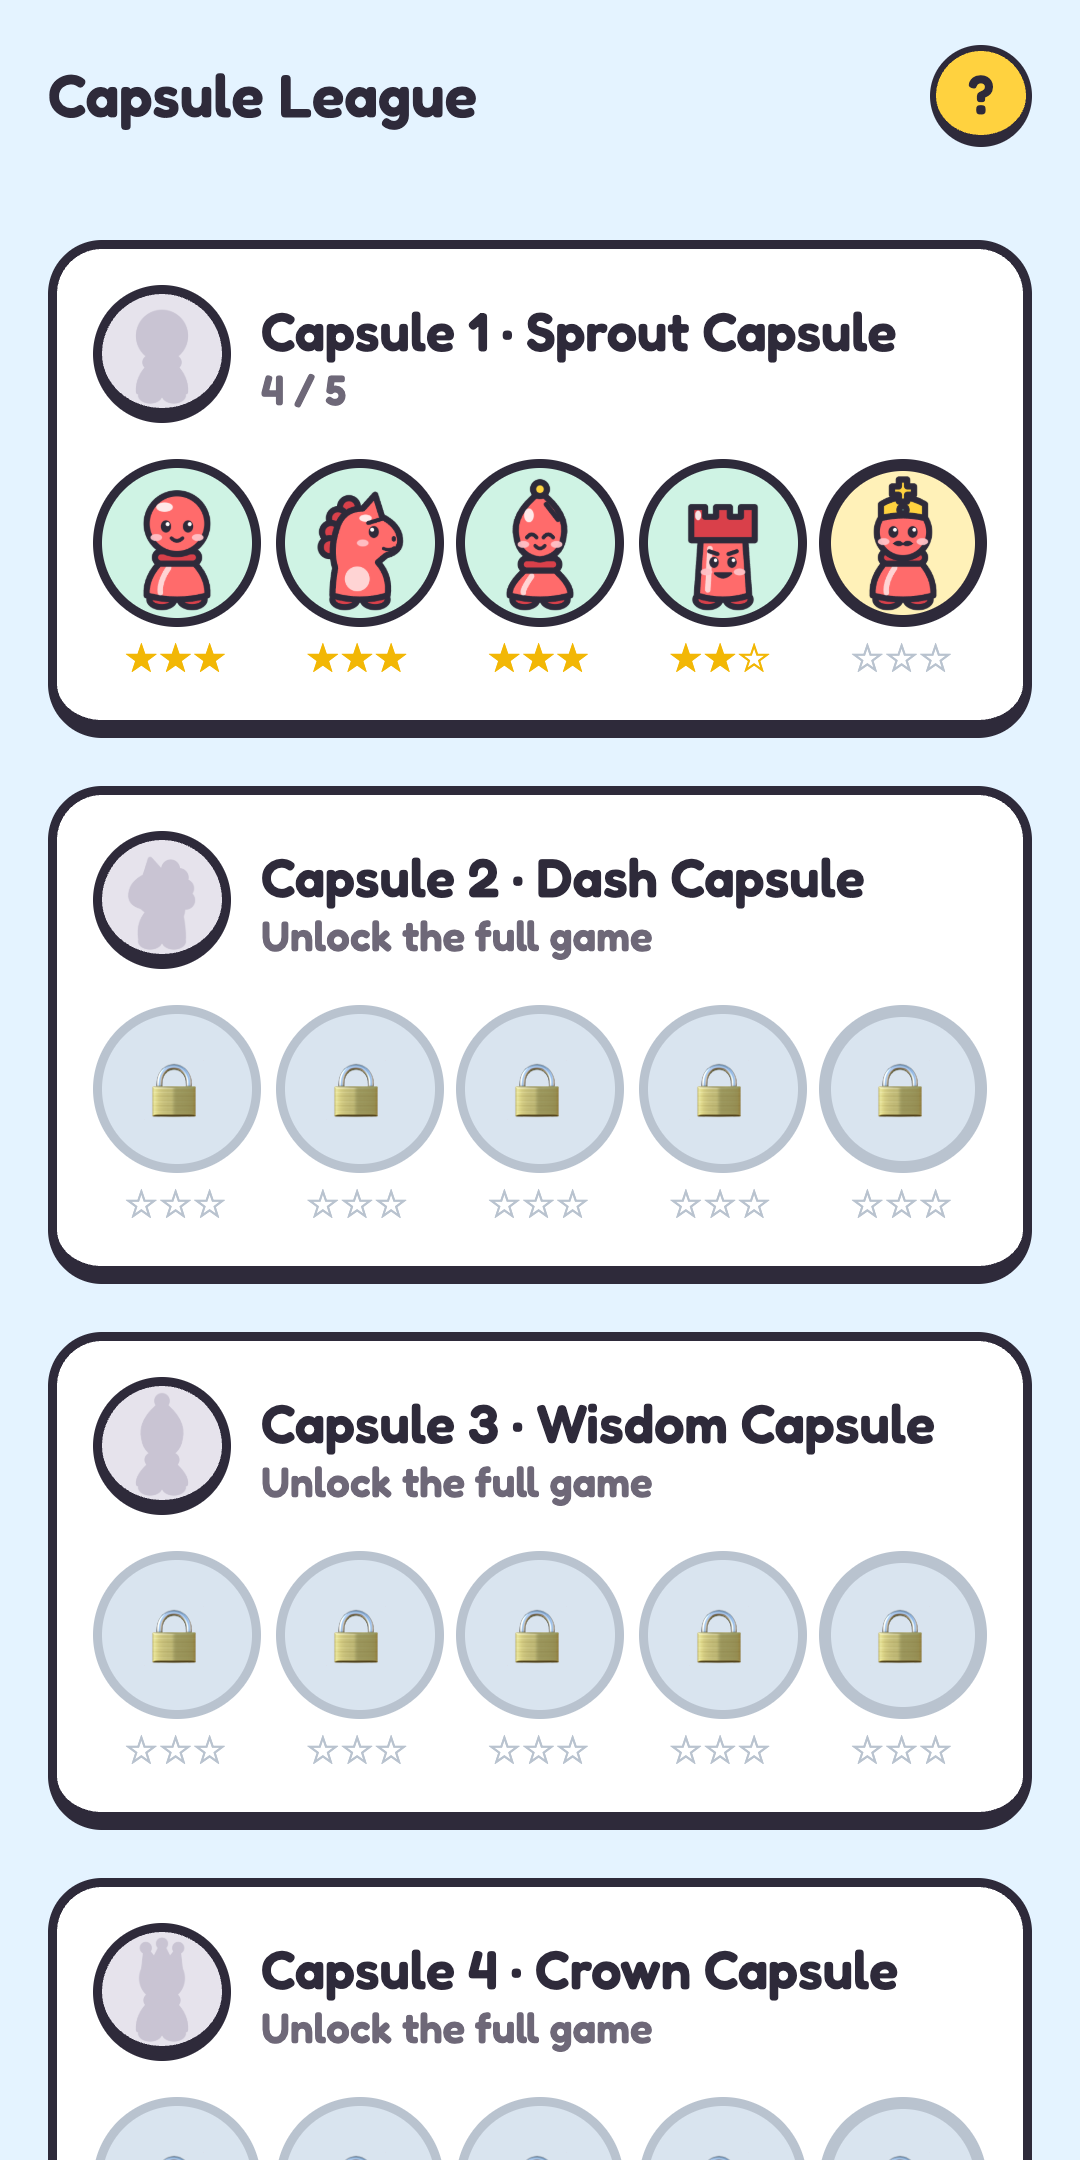 Capsule League
?
Capsule 1 · Sprout Capsule
4 / 5
★★★ ★★★ ★★★ ★★☆ ☆☆☆
Capsule 2 · Dash Capsule
Unlock the full game
☆☆☆ ☆☆☆ ☆☆☆ ☆☆☆ ☆☆☆
Capsule 3 · Wisdom Capsule
Unlock the full game
☆☆☆ ☆☆☆ ☆☆☆ ☆☆☆ ☆☆☆
Capsule 4 · Crown Capsule
Unlock the full game